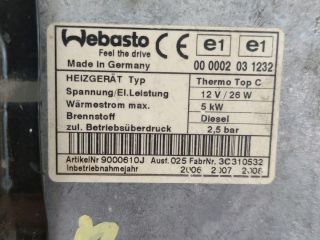 Webasto CE e1 e1
Feel the drive
Made in Germany 00 0002 03 1232
HEIZGERÄT Typ Thermo Top C
Spannung/El.Leistung 12 V / 26 W
Wärmestrom max. 5 kW
Brennstoff Diesel
zul. Betriebsüberdruck 2,5 bar
ArtikelNr 9000610J Ausf. 025 FabrNr. 3C310532
Inbetriebnahmejahr 2006 2007 2008